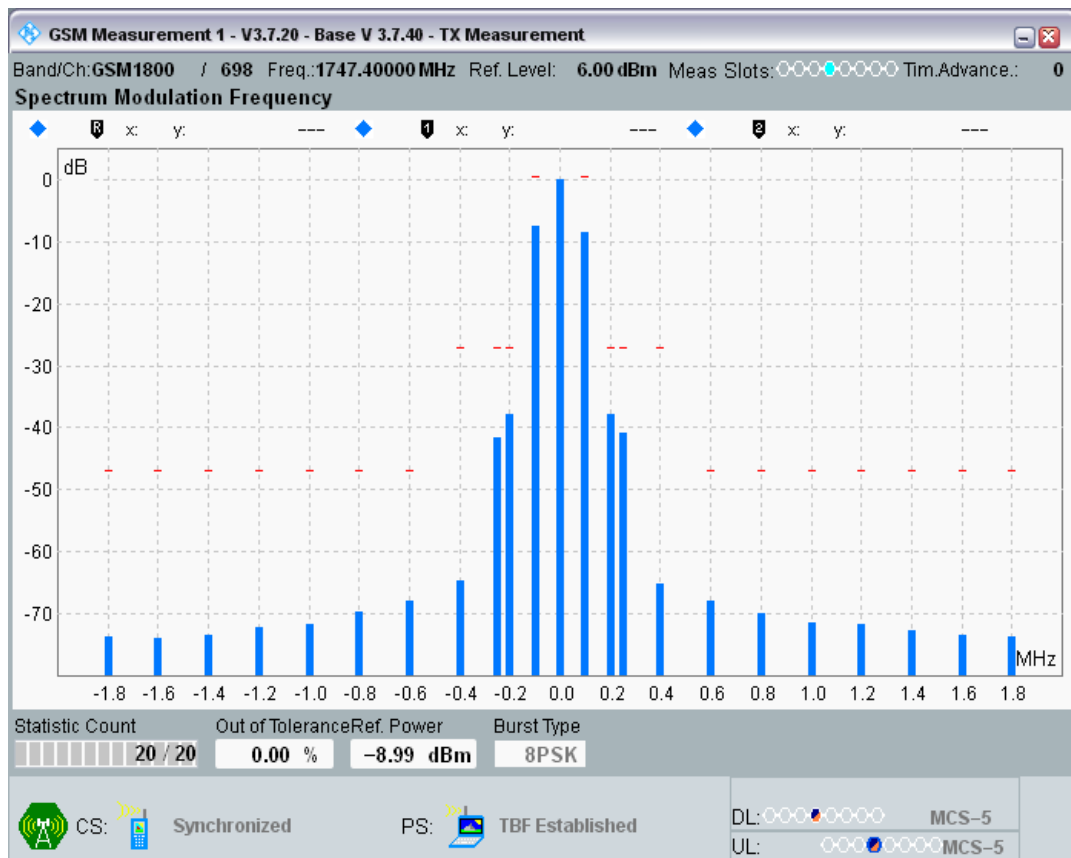 GSM Measurement 1 - V3.7.20 - Base V 3.7.40 - TX Measurement
Band/Ch:GSM1800 / 698 Freq.:1747.40000 MHz Ref. Level: 6.00 dBm Meas Slots: Tim.Advance.: 0
Spectrum Modulation Frequency
R x: y: --- 1 x: y: --- 2 x: y: ---
dB
0
-10
-20
-30
-40
-50
-60
-70
MHz
-1.8 -1.6 -1.4 -1.2 -1.0 -0.8 -0.6 -0.4 -0.2 0.0 0.2 0.4 0.6 0.8 1.0 1.2 1.4 1.6 1.8
Statistic Count Out of Tolerance Ref. Power Burst Type
20 / 20 0.00 % −8.99 dBm 8PSK
CS: Synchronized PS: TBF Established
DL: MCS−5
UL: MCS−5